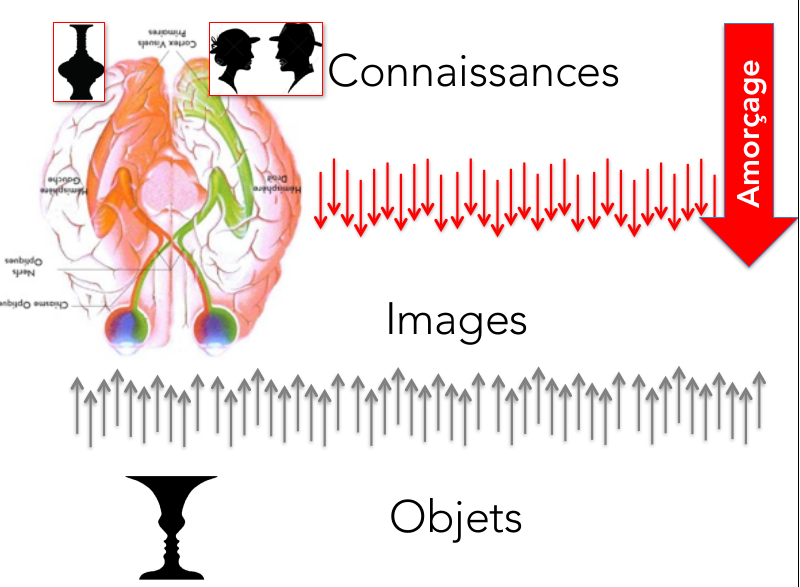 Cortex Visuels
Primaires
Connaissances
Amorçage
Hémisphère
Gauche
Hémisphère
Droit
Nerfs
Optiques
Chiasme Optique
Images
Objets